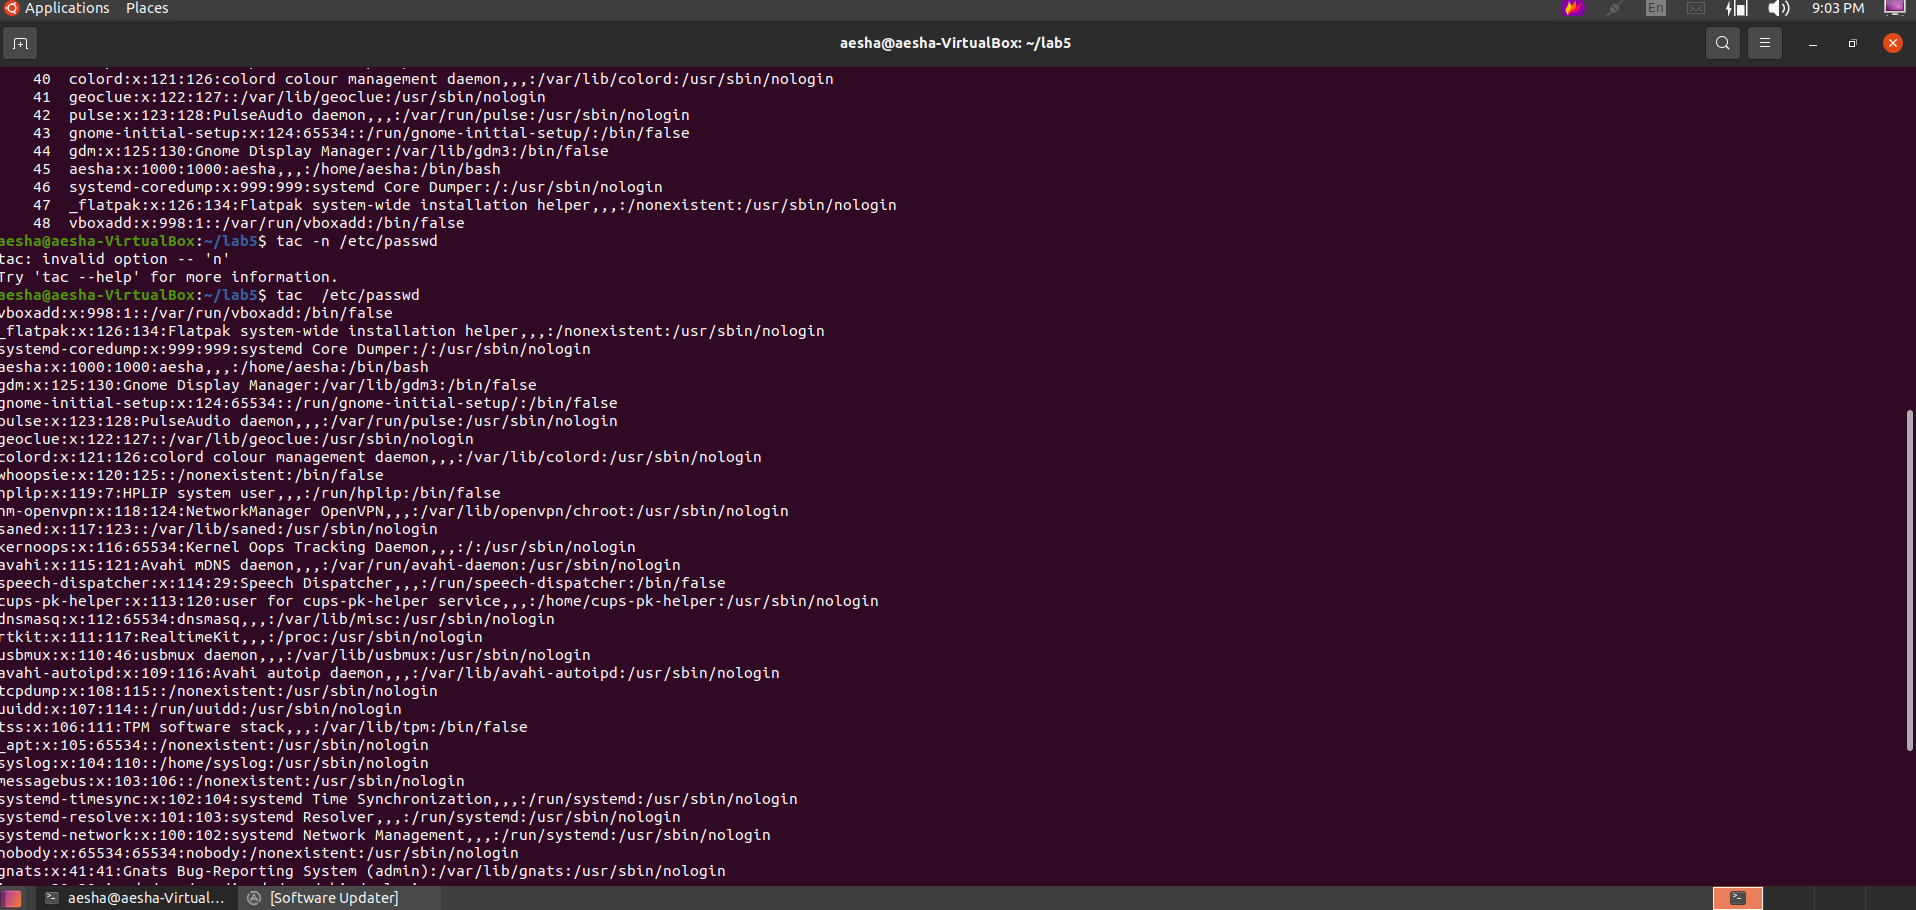 Applications Places En 9:03 PM
aesha@aesha-VirtualBox: ~/lab5
40 colord:x:121:126:colord colour management daemon,,,:/var/lib/colord:/usr/sbin/nologin
41 geoclue:x:122:127::/var/lib/geoclue:/usr/sbin/nologin
42 pulse:x:123:128:PulseAudio daemon,,,:/var/run/pulse:/usr/sbin/nologin
43 gnome-initial-setup:x:124:65534::/run/gnome-initial-setup/:/bin/false
44 gdm:x:125:130:Gnome Display Manager:/var/lib/gdm3:/bin/false
45 aesha:x:1000:1000:aesha,,,:/home/aesha:/bin/bash
46 systemd-coredump:x:999:999:systemd Core Dumper:/:/usr/sbin/nologin
47 _flatpak:x:126:134:Flatpak system-wide installation helper,,,:/nonexistent:/usr/sbin/nologin
48 vboxadd:x:998:1::/var/run/vboxadd:/bin/false
aesha@aesha-VirtualBox:~/lab5$ tac -n /etc/passwd
tac: invalid option -- 'n'
Try 'tac --help' for more information.
aesha@aesha-VirtualBox:~/lab5$ tac  /etc/passwd
vboxadd:x:998:1::/var/run/vboxadd:/bin/false
_flatpak:x:126:134:Flatpak system-wide installation helper,,,:/nonexistent:/usr/sbin/nologin
systemd-coredump:x:999:999:systemd Core Dumper:/:/usr/sbin/nologin
aesha:x:1000:1000:aesha,,,:/home/aesha:/bin/bash
gdm:x:125:130:Gnome Display Manager:/var/lib/gdm3:/bin/false
gnome-initial-setup:x:124:65534::/run/gnome-initial-setup/:/bin/false
pulse:x:123:128:PulseAudio daemon,,,:/var/run/pulse:/usr/sbin/nologin
geoclue:x:122:127::/var/lib/geoclue:/usr/sbin/nologin
colord:x:121:126:colord colour management daemon,,,:/var/lib/colord:/usr/sbin/nologin
whoopsie:x:120:125::/nonexistent:/bin/false
hplip:x:119:7:HPLIP system user,,,:/run/hplip:/bin/false
nm-openvpn:x:118:124:NetworkManager OpenVPN,,,:/var/lib/openvpn/chroot:/usr/sbin/nologin
saned:x:117:123::/var/lib/saned:/usr/sbin/nologin
kernoops:x:116:65534:Kernel Oops Tracking Daemon,,,:/:/usr/sbin/nologin
avahi:x:115:121:Avahi mDNS daemon,,,:/var/run/avahi-daemon:/usr/sbin/nologin
speech-dispatcher:x:114:29:Speech Dispatcher,,,:/run/speech-dispatcher:/bin/false
cups-pk-helper:x:113:120:user for cups-pk-helper service,,,:/home/cups-pk-helper:/usr/sbin/nologin
dnsmasq:x:112:65534:dnsmasq,,,:/var/lib/misc:/usr/sbin/nologin
rtkit:x:111:117:RealtimeKit,,,:/proc:/usr/sbin/nologin
usbmux:x:110:46:usbmux daemon,,,:/var/lib/usbmux:/usr/sbin/nologin
avahi-autoipd:x:109:116:Avahi autoip daemon,,,:/var/lib/avahi-autoipd:/usr/sbin/nologin
tcpdump:x:108:115::/nonexistent:/usr/sbin/nologin
uuidd:x:107:114::/run/uuidd:/usr/sbin/nologin
tss:x:106:111:TPM software stack,,,:/var/lib/tpm:/bin/false
_apt:x:105:65534::/nonexistent:/usr/sbin/nologin
syslog:x:104:110::/home/syslog:/usr/sbin/nologin
messagebus:x:103:106::/nonexistent:/usr/sbin/nologin
systemd-timesync:x:102:104:systemd Time Synchronization,,,:/run/systemd:/usr/sbin/nologin
systemd-resolve:x:101:103:systemd Resolver,,,:/run/systemd:/usr/sbin/nologin
systemd-network:x:100:102:systemd Network Management,,,:/run/systemd:/usr/sbin/nologin
nobody:x:65534:65534:nobody:/nonexistent:/usr/sbin/nologin
gnats:x:41:41:Gnats Bug-Reporting System (admin):/var/lib/gnats:/usr/sbin/nologin
aesha@aesha-Virtual... [Software Updater]